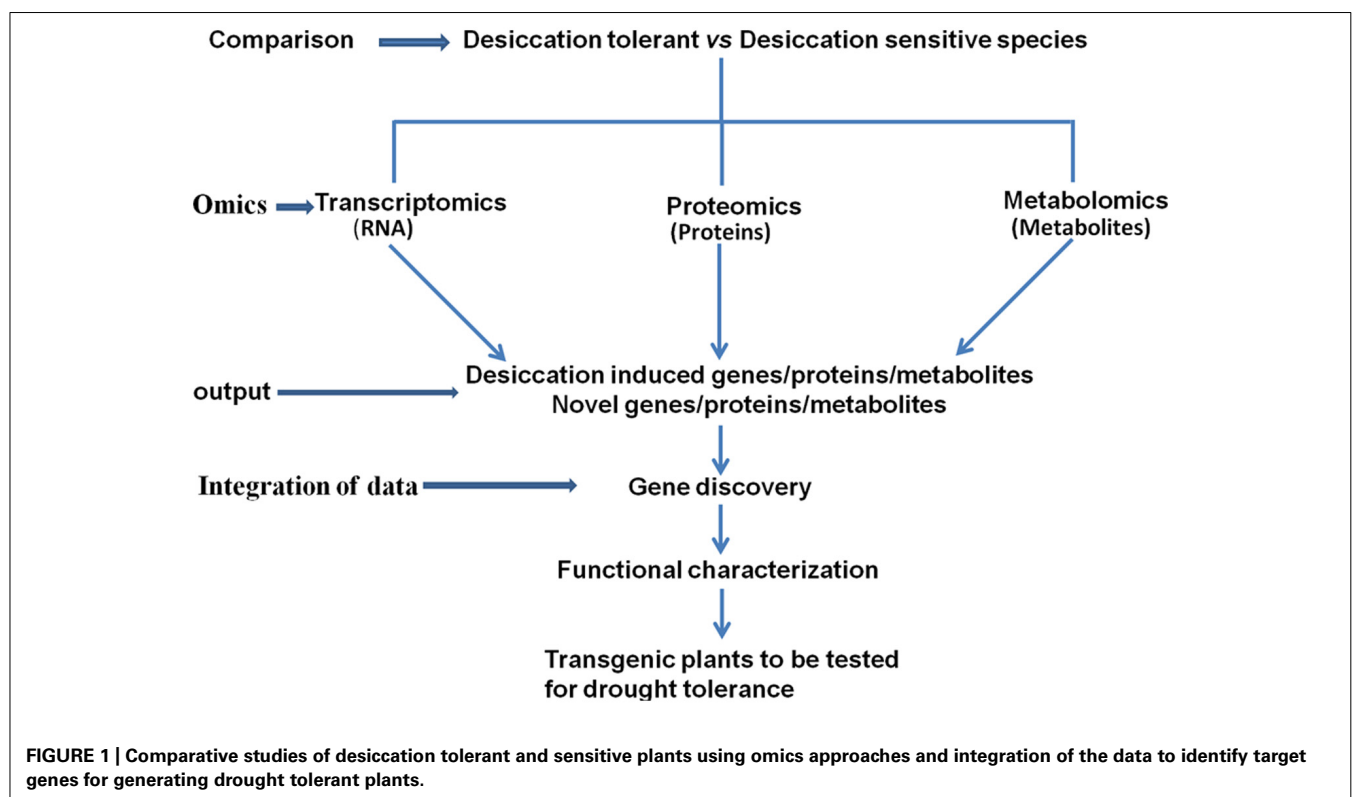 Comparison Desiccation tolerant vs Desiccation sensitive species
Omics Transcriptomics Proteomics Metabolomics
(RNA) (Proteins) (Metabolites)
output Desiccation induced genes/proteins/metabolites
Novel genes/proteins/metabolites
Integration of data Gene discovery
Functional characterization
Transgenic plants to be tested
for drought tolerance
FIGURE 1 | Comparative studies of desiccation tolerant and sensitive plants using omics approaches and integration of the data to identify target
genes for generating drought tolerant plants.